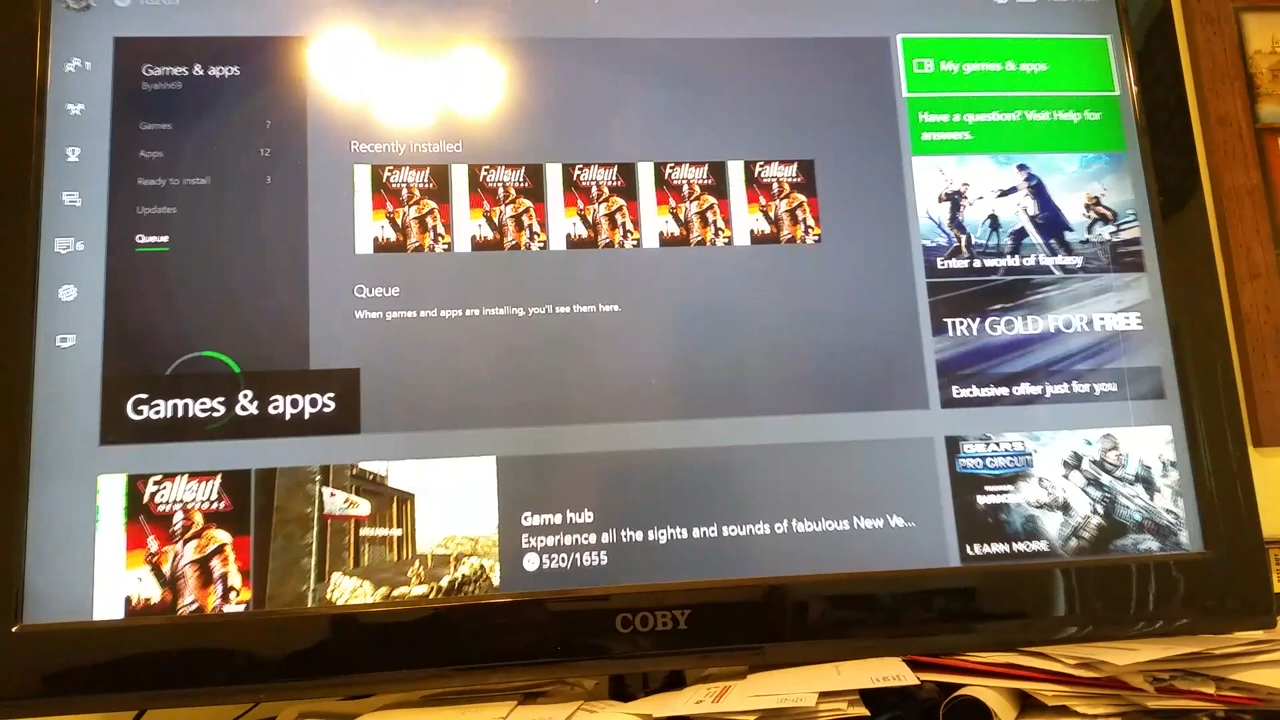 Games & apps
Byahh69
Games 7
Apps 12
Ready to install 3
Updates
Queue
11
6
Games & apps
Recently installed
Fallout
NEW VEGAS
Fallout
NEW VEGAS
Fallout
NEW VEGAS
Fallout
NEW VEGAS
Fallout
NEW VEGAS
Queue
When games and apps are installing, you'll see them here.
My games & apps
Have a question? Visit Help for
answers.
Enter a world of fantasy
TRY GOLD FOR FREE
Exclusive offer just for you
Fallout
NEW VEGAS
Game hub
Experience all the sights and sounds of fabulous New Ve...
G 520/1655
GEARS
PRO CIRCUIT
LEARN MORE
COBY